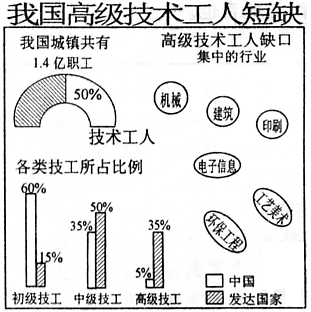 我国高级技术工人短缺
我国城镇共有
1.4亿职工
50%
技术工人
高级技术工人缺口
集中的行业
机械
建筑
印刷
电子信息
工艺美术
环保工程
各类技工所占比例
60%
15%
35%
50%
5%
35%
初级技工
中级技工
高级技工
中国
发达国家